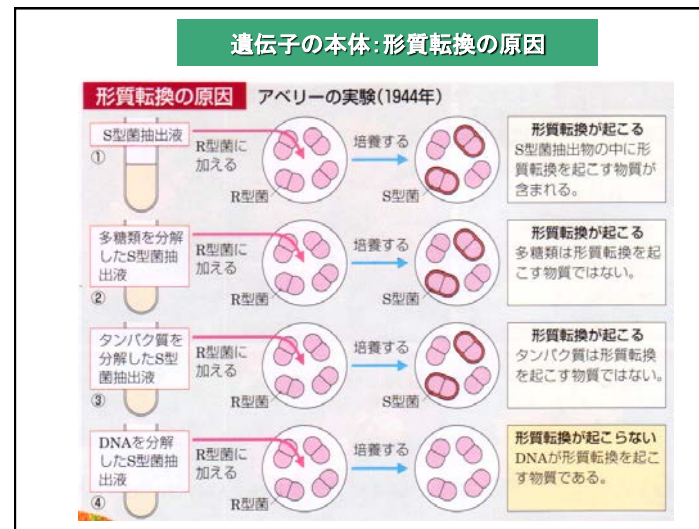 遺伝子の本体:形質転換の原因
形質転換の原因 アベリーの実験(1944年)
S型菌抽出液
①
R型菌に
加える
R型菌
培養する
S型菌
形質転換が起こる
S型菌抽出物の中に形
質転換を起こす物質が
含まれる。
多糖類を分解
したS型菌抽
出液
②
R型菌に
加える
R型菌
培養する
S型菌
形質転換が起こる
多糖類は形質転換を起
こす物質ではない。
タンパク質を
分解したS型
菌抽出液
③
R型菌に
加える
R型菌
培養する
S型菌
形質転換が起こる
タンパク質は形質転換
を起こす物質ではない。
DNAを分解
したS型菌抽
出液
④
R型菌に
加える
R型菌
培養する
形質転換が起こらない
DNAが形質転換を起こ
す物質である。